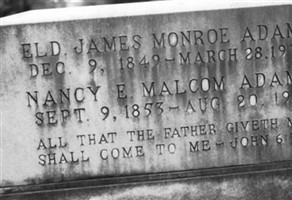 ELD. JAMES MONROE ADAM
DEC. 9, 1849 – MARCH 28, 19
NANCY E. MALCOM ADAM
SEPT. 9, 1853 – AUG. 20, 19
ALL THAT THE FATHER GIVETH M
SHALL COME TO ME – JOHN 6: